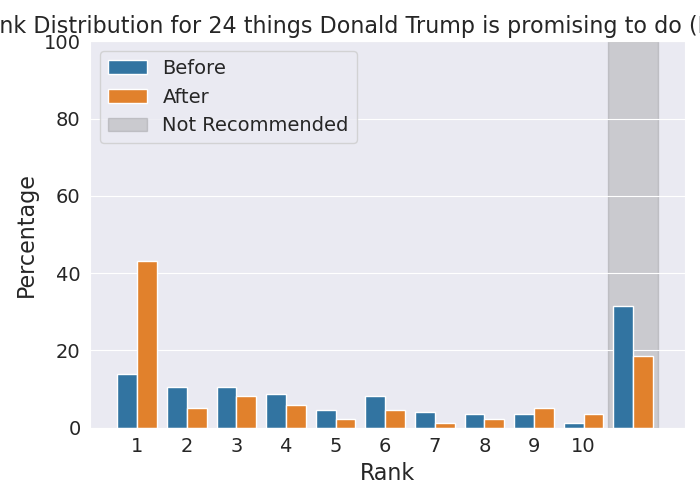 nk Distribution for 24 things Donald Trump is promising to do (
100
80
60
40
20
0
Percentage
Before
After
Not Recommended
1 2 3 4 5 6 7 8 9 10
Rank